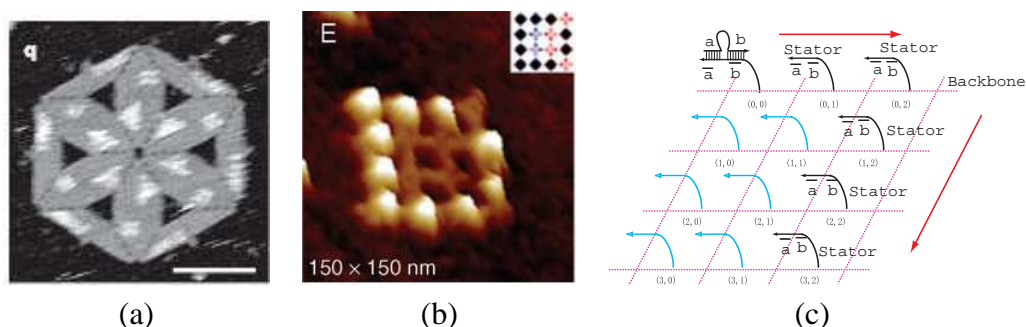 q
E
150 × 150 nm
a b
a b
Stator
a b
(0,0)
(0,1)
Stator
a b
(0,2)
Backbone
(1,0)
(1,1)
a b
Stator
(1,2)
(2,0)
(2,1)
a b
Stator
(2,2)
(3,0)
(3,1)
a b
Stator
(3,2)
(a)
(b)
(c)